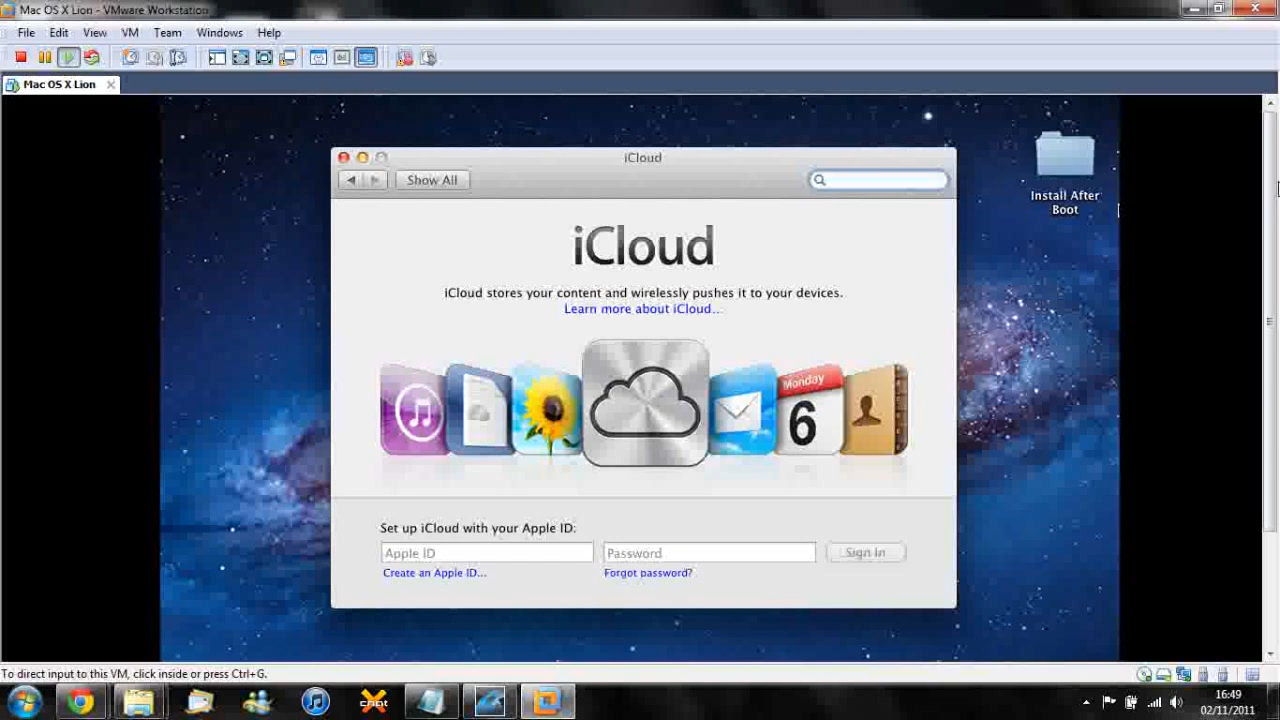 Mac OS X Lion - VMware Workstation
File Edit View VM Team Windows Help
Mac OS X Lion
iCloud
Show All
Install After
Boot
iCloud
iCloud stores your content and wirelessly pushes it to your devices.
Learn more about iCloud...
Monday
6
Set up iCloud with your Apple ID:
Apple ID Password Sign In
Create an Apple ID... Forgot password?
To direct input to this VM, click inside or press Ctrl+G.
16:49
02/11/2011